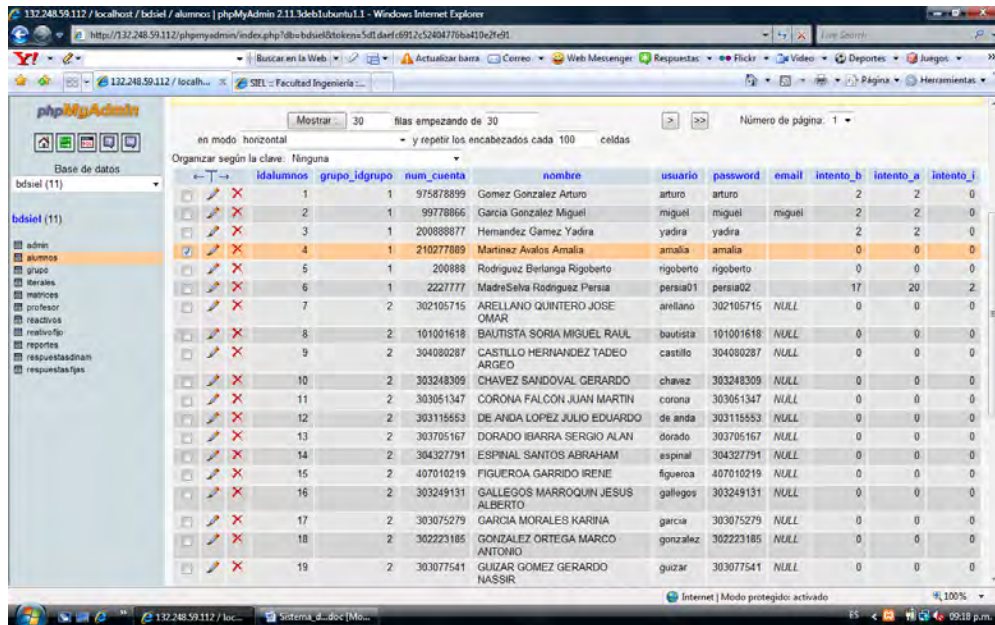 132.248.59.112 / localhost / bdsiel / alumnos | phpMyAdmin 2.11.3deb1ubuntu1.1 - Windows Internet Explorer
Live Search
Buscar en la Web
Actualizar barra
Correo
Web Messenger
Respuestas
Flickr
Video
Deportes
Juegos
132.248.59.112 / localh...
SIEL :: Facultad Ingeniería :...
Página
Herramientas
phpMyAdmin
Base de datos
bdsiel (11)
bdsiel (11)
admin
alumnos
grupo
literales
matrices
profesor
reactivos
reativofijo
reportes
respuestasdinam
respuestasfijas
Mostrar : 30 filas empezando de 30 > >> Número de página: 1
en modo horizontal y repetir los encabezados cada 100 celdas
Organizar según la clave: Ninguna
←T→ idalumnos grupo_idgrupo num_cuenta nombre usuario password email intento_b intento_a intento_i
1 1 975878899 Gomez Gonzalez Arturo arturo arturo 2 2 0
2 1 99778866 Garcia Gonzalez Miguel miguel miguel miguel 2 2 0
3 1 200888877 Hernandez Gamez Yadira yadira yadira 2 2 0
4 1 210277889 Martinez Avalos Amalia amalia amalia 0 0 0
5 1 200888 Rodriguez Berlanga Rigoberto rigoberto rigoberto 0 0 0
6 1 2227777 MadreSelva Rodriguez Persia persia01 persia02 17 20 2
7 2 302105715 ARELLANO QUINTERO JOSE OMAR arellano 302105715 NULL 0 0 0
8 2 101001618 BAUTISTA SORIA MIGUEL RAUL bautista 101001618 NULL 0 0 0
9 2 304080287 CASTILLO HERNANDEZ TADEO ARGEO castillo 304080287 NULL 0 0 0
10 2 303248309 CHAVEZ SANDOVAL GERARDO chavez 303248309 NULL 0 0 0
11 2 303051347 CORONA FALCON JUAN MARTIN corona 303051347 NULL 0 0 0
12 2 303115553 DE ANDA LOPEZ JULIO EDUARDO de anda 303115553 NULL 0 0 0
13 2 303705167 DORADO IBARRA SERGIO ALAN dorado 303705167 NULL 0 0 0
14 2 304327791 ESPINAL SANTOS ABRAHAM espinal 304327791 NULL 0 0 0
15 2 407010219 FIGUEROA GARRIDO IRENE figueroa 407010219 NULL 0 0 0
16 2 303249131 GALLEGOS MARROQUIN JESUS ALBERTO gallegos 303249131 NULL 0 0 0
17 2 303075279 GARCIA MORALES KARINA garcia 303075279 NULL 0 0 0
18 2 302223185 GONZALEZ ORTEGA MARCO ANTONIO gonzalez 302223185 NULL 0 0 0
19 2 303077541 GUIZAR GOMEZ GERARDO NASSIR guizar 303077541 NULL 0 0 0
Internet | Modo protegido: activado 100%
132.248.59.112 / loc...
Sistema_d...doc [Mo...
ES
09:18 p.m.